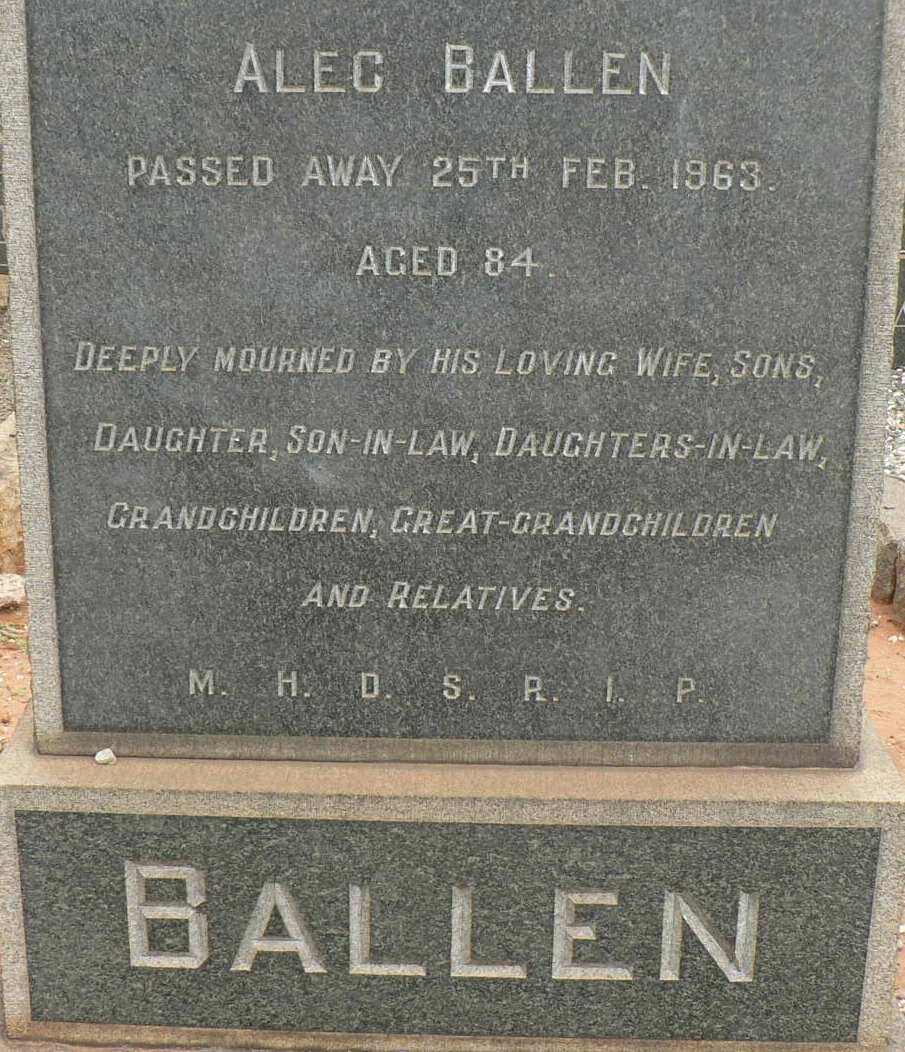 ALEC BALLEN
PASSED AWAY 25TH FEB. 1963.
AGED 84.
DEEPLY MOURNED BY HIS LOVING WIFE, SONS,
DAUGHTER, SON-IN-LAW, DAUGHTERS-IN-LAW,
GRANDCHILDREN, GREAT-GRANDCHILDREN
AND RELATIVES.
M. H. D. S. R. I. P.
BALLEN